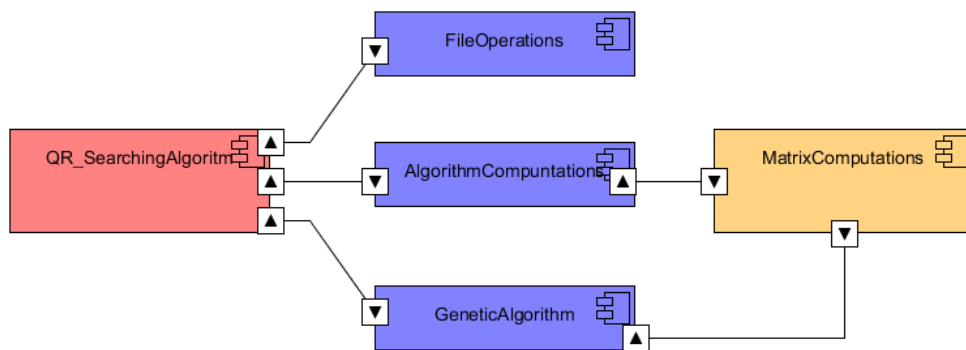 FileOperations
QR_SearchingAlgoritm
AlgorithmCompuntations
MatrixComputations
GeneticAlgorithm